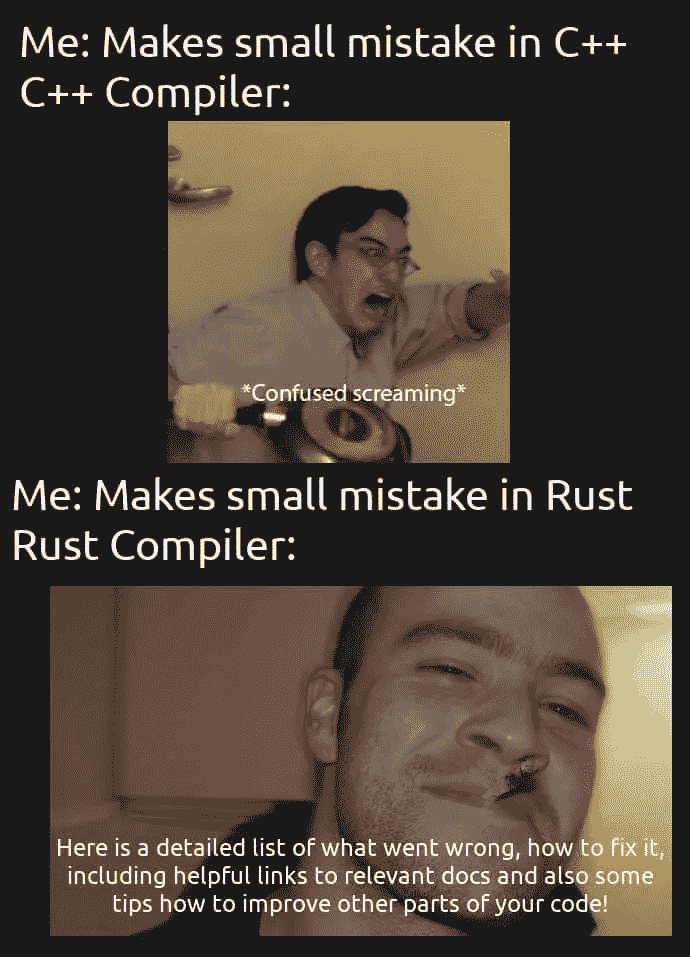 Me: Makes small mistake in C++
C++ Compiler:
*Confused screaming*
Me: Makes small mistake in Rust
Rust Compiler:
Here is a detailed list of what went wrong, how to fix it,
including helpful links to relevant docs and also some
tips how to improve other parts of your code!